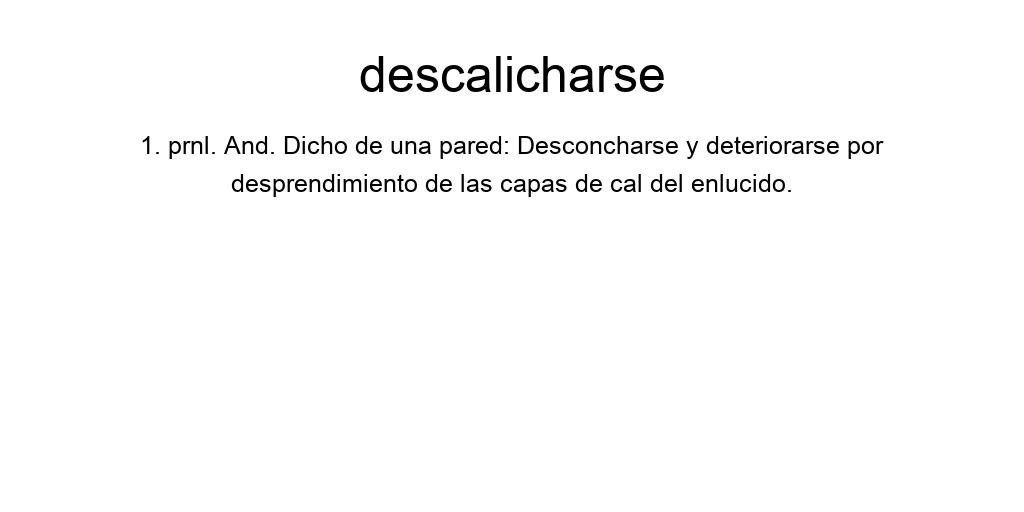 descalicharse
1. prnl. And. Dicho de una pared: Desconcharse y deteriorarse por
desprendimiento de las capas de cal del enlucido.